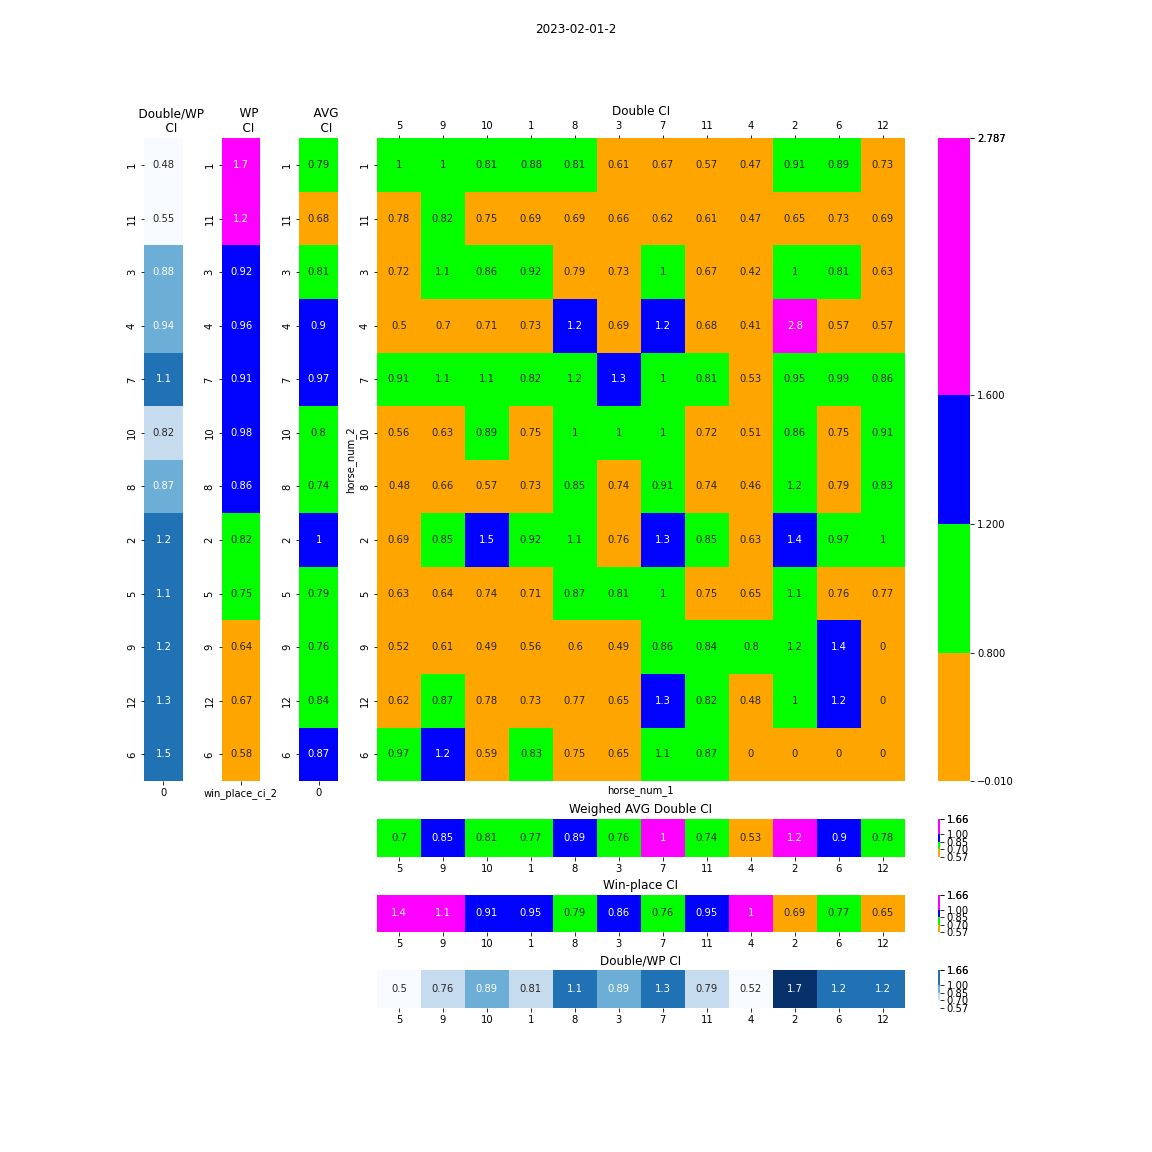 2023-02-01-2
Double/WP CI
WP CI
AVG CI
Double CI
5 9 10 1 8 3 7 11 4 2 6 12
1 0.48 1 1.7 1 0.79 1 1 1 0.81 0.88 0.81 0.61 0.67 0.57 0.47 0.91 0.89 0.73
11 0.55 11 1.2 11 0.68 11 0.78 0.82 0.75 0.69 0.69 0.66 0.62 0.61 0.47 0.65 0.73 0.69
3 0.88 3 0.92 3 0.81 3 0.72 1.1 0.86 0.92 0.79 0.73 1 0.67 0.42 1 0.81 0.63
4 0.94 4 0.96 4 0.9 4 0.5 0.7 0.71 0.73 1.2 0.69 1.2 0.68 0.41 2.8 0.57 0.57
7 1.1 7 0.91 7 0.97 7 0.91 1.1 1.1 0.82 1.2 1.3 1 0.81 0.53 0.95 0.99 0.86
10 0.82 10 0.98 10 0.8 10 0.56 0.63 0.89 0.75 1 1 1 0.72 0.51 0.86 0.75 0.91
8 0.87 8 0.86 8 0.74 8 0.48 0.66 0.57 0.73 0.85 0.74 0.91 0.74 0.46 1.2 0.79 0.83
2 1.2 2 0.82 2 1 2 0.69 0.85 1.5 0.92 1.1 0.76 1.3 0.85 0.63 1.4 0.97 1
5 1.1 5 0.75 5 0.79 5 0.63 0.64 0.74 0.71 0.87 0.81 1 0.75 0.65 1.1 0.76 0.77
9 1.2 9 0.64 9 0.76 9 0.52 0.61 0.49 0.56 0.6 0.49 0.86 0.84 0.8 1.2 1.4 0
12 1.3 12 0.67 12 0.84 12 0.62 0.87 0.78 0.73 0.77 0.65 1.3 0.82 0.48 1 1.2 0
6 1.5 6 0.58 6 0.87 6 0.97 1.2 0.59 0.83 0.75 0.65 1.1 0.87 0 0 0 0
0 win_place_ci_2 0
horse_num_2
horse_num_1
2.787
1.600
1.200
0.800
−0.010
Weighed AVG Double CI
0.7 0.85 0.81 0.77 0.89 0.76 1 0.74 0.53 1.2 0.9 0.78
5 9 10 1 8 3 7 11 4 2 6 12
1.66
1.00
0.85
0.70
0.57
Win-place CI
1.4 1.1 0.91 0.95 0.79 0.86 0.76 0.95 1 0.69 0.77 0.65
5 9 10 1 8 3 7 11 4 2 6 12
1.66
1.00
0.85
0.70
0.57
Double/WP CI
0.5 0.76 0.89 0.81 1.1 0.89 1.3 0.79 0.52 1.7 1.2 1.2
5 9 10 1 8 3 7 11 4 2 6 12
1.66
1.00
0.85
0.70
0.57